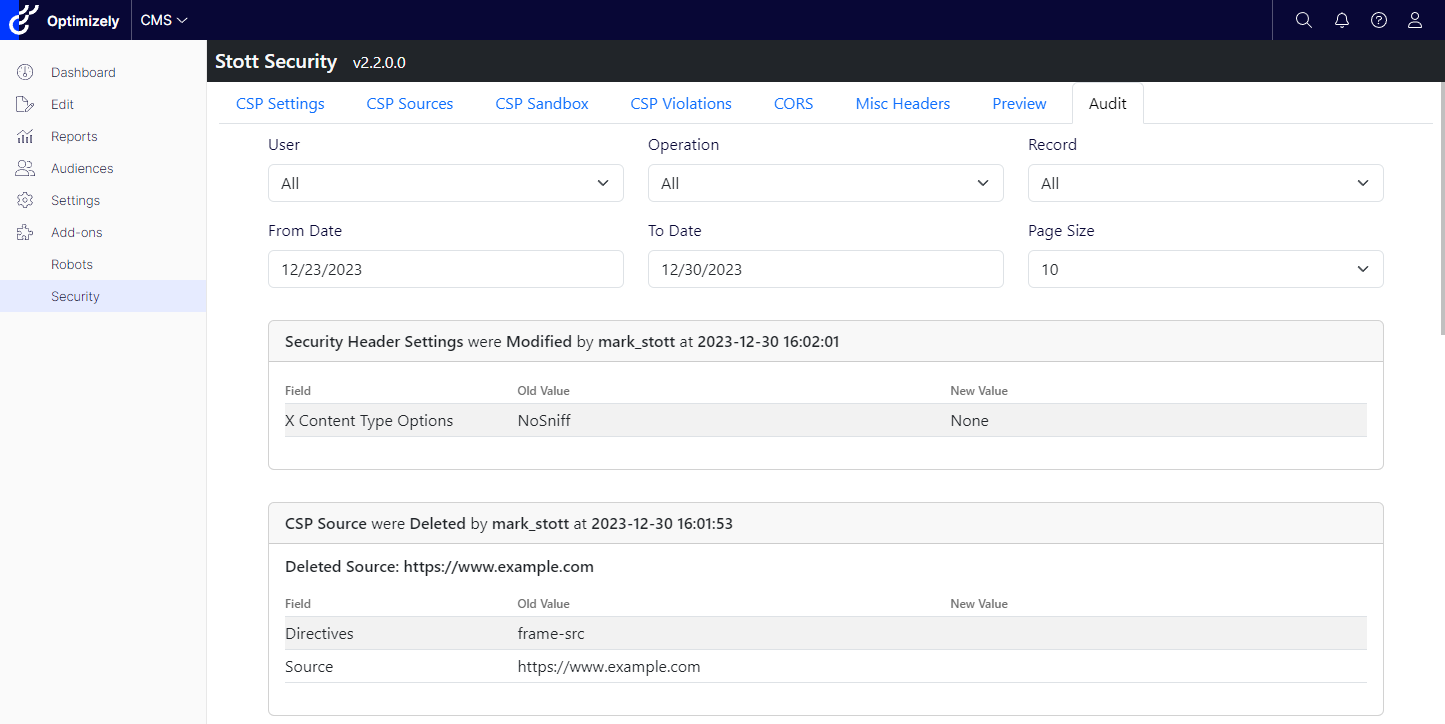 Optimizely CMS
Stott Security v2.2.0.0
Dashboard
Edit
Reports
Audiences
Settings
Add-ons
Robots
Security
CSP Settings CSP Sources CSP Sandbox CSP Violations CORS Misc Headers Preview Audit
User Operation Record
All All All
From Date To Date Page Size
12/23/2023 12/30/2023 10
Security Header Settings were Modified by mark_stott at 2023-12-30 16:02:01
Field Old Value New Value
X Content Type Options NoSniff None
CSP Source were Deleted by mark_stott at 2023-12-30 16:01:53
Deleted Source: https://www.example.com
Field Old Value New Value
Directives frame-src
Source https://www.example.com